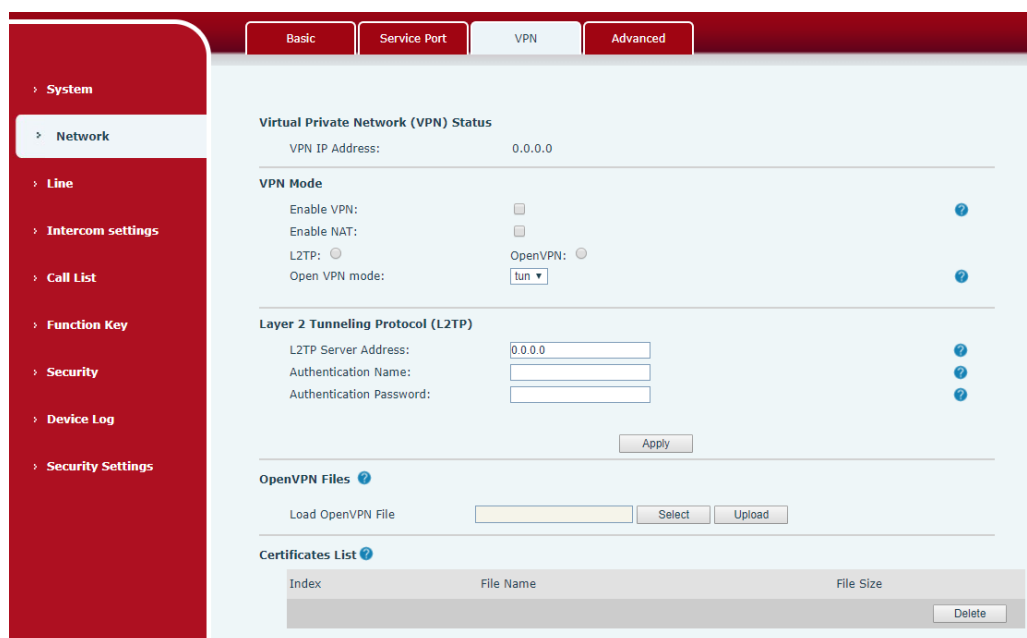 Basic Service Port VPN Advanced
› System
› Network
› Line
› Intercom settings
› Call List
› Function Key
› Security
› Device Log
› Security Settings
Virtual Private Network (VPN) Status
VPN IP Address: 0.0.0.0
VPN Mode
Enable VPN: ?
Enable NAT:
L2TP: OpenVPN:
Open VPN mode: tun ▼ ?
Layer 2 Tunneling Protocol (L2TP)
L2TP Server Address: 0.0.0.0 ?
Authentication Name: ?
Authentication Password: ?
Apply
OpenVPN Files ?
Load OpenVPN File Select Upload
Certificates List ?
Index File Name File Size
Delete